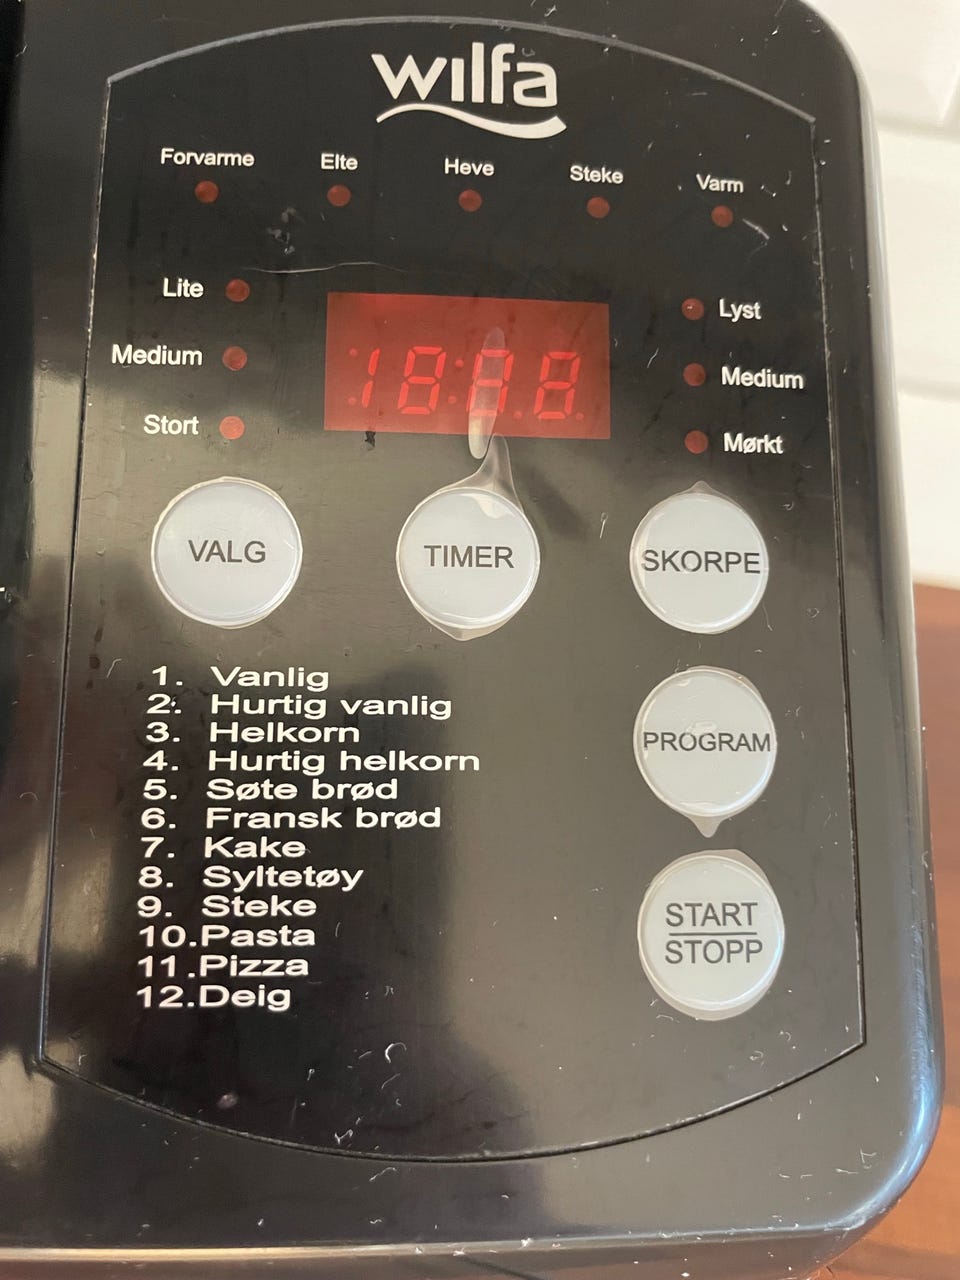 wilfa
Forvarme Elte Heve Steke Varm
Lite
Lyst
Medium
Medium
Stort
Mørkt
VALG TIMER SKORPE
PROGRAM
START
STOPP
1. Vanlig
2. Hurtig vanlig
3. Helkorn
4. Hurtig helkorn
5. Søte brød
6. Fransk brød
7. Kake
8. Syltetøy
9. Steke
10.Pasta
11.Pizza
12.Deig